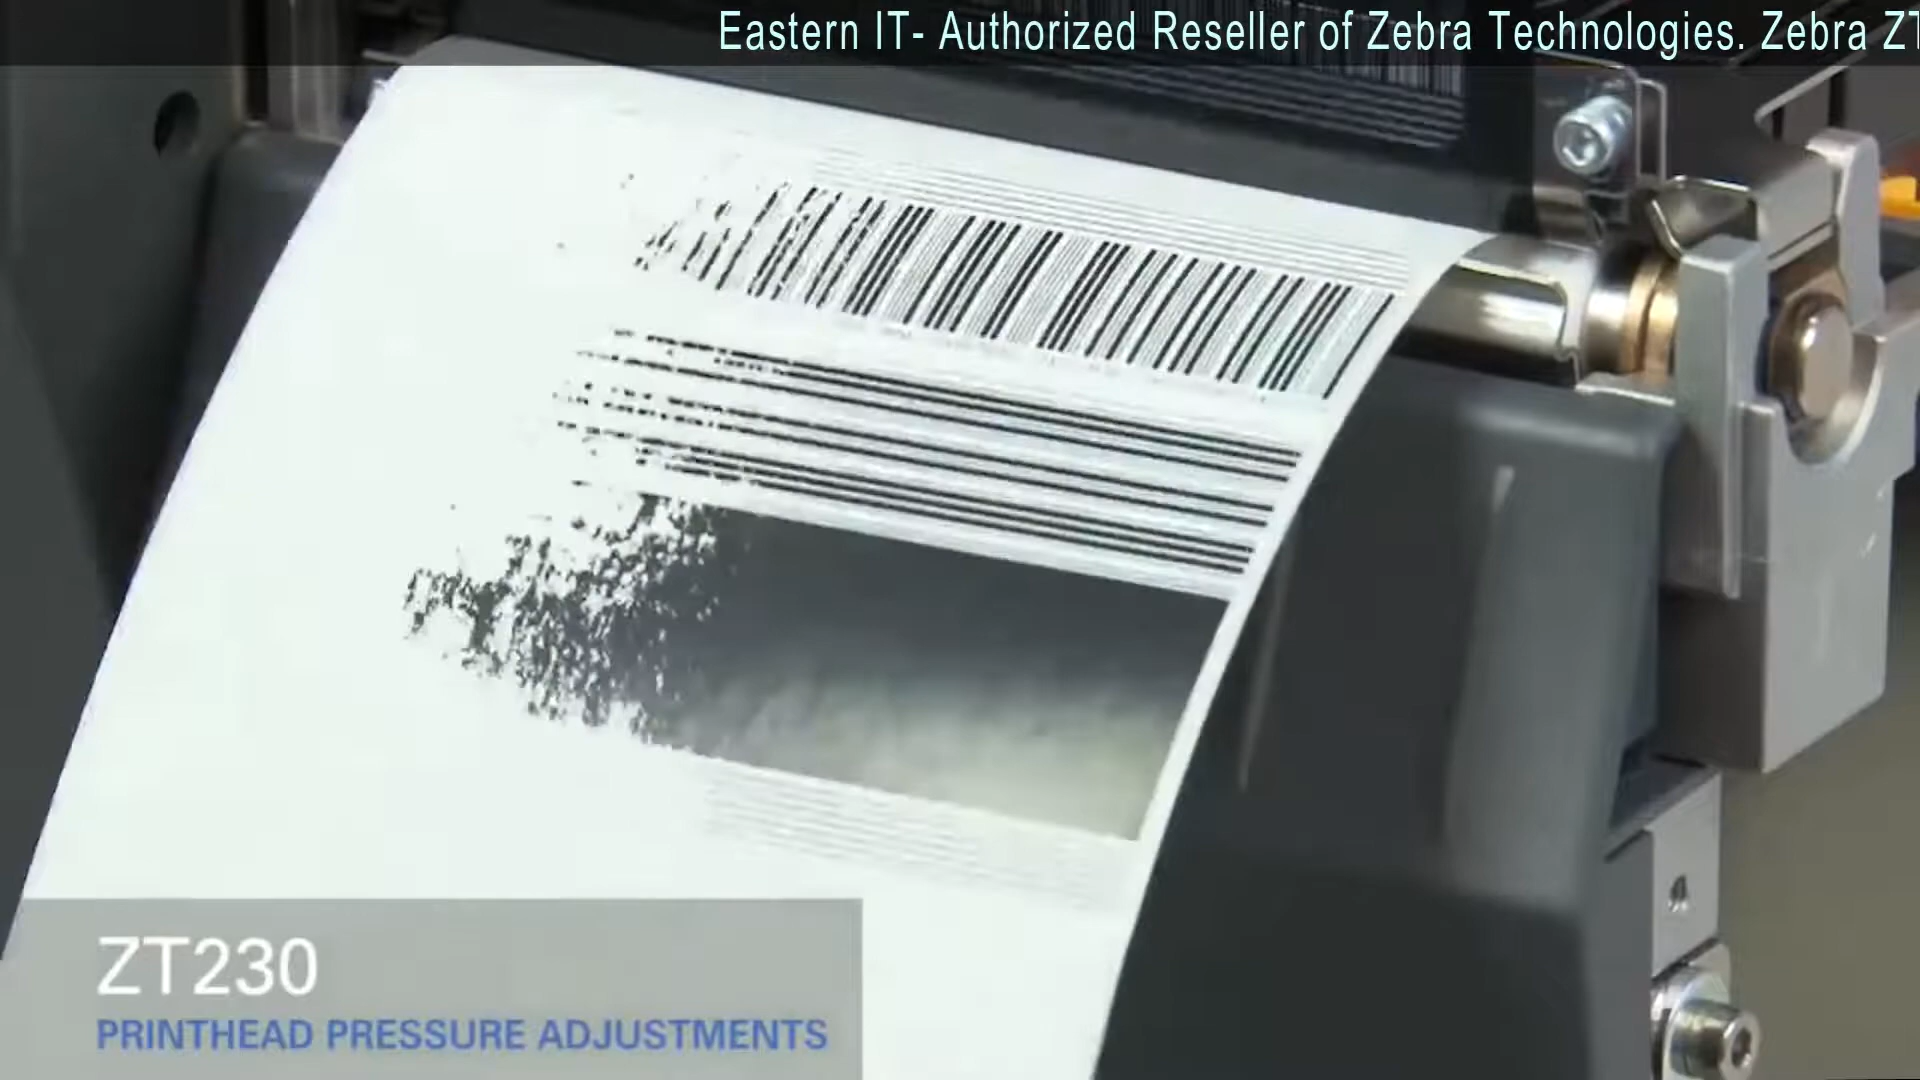 Eastern IT- Authorized Reseller of Zebra Technologies. Zebra ZT
ZT230
PRINTHEAD PRESSURE ADJUSTMENTS